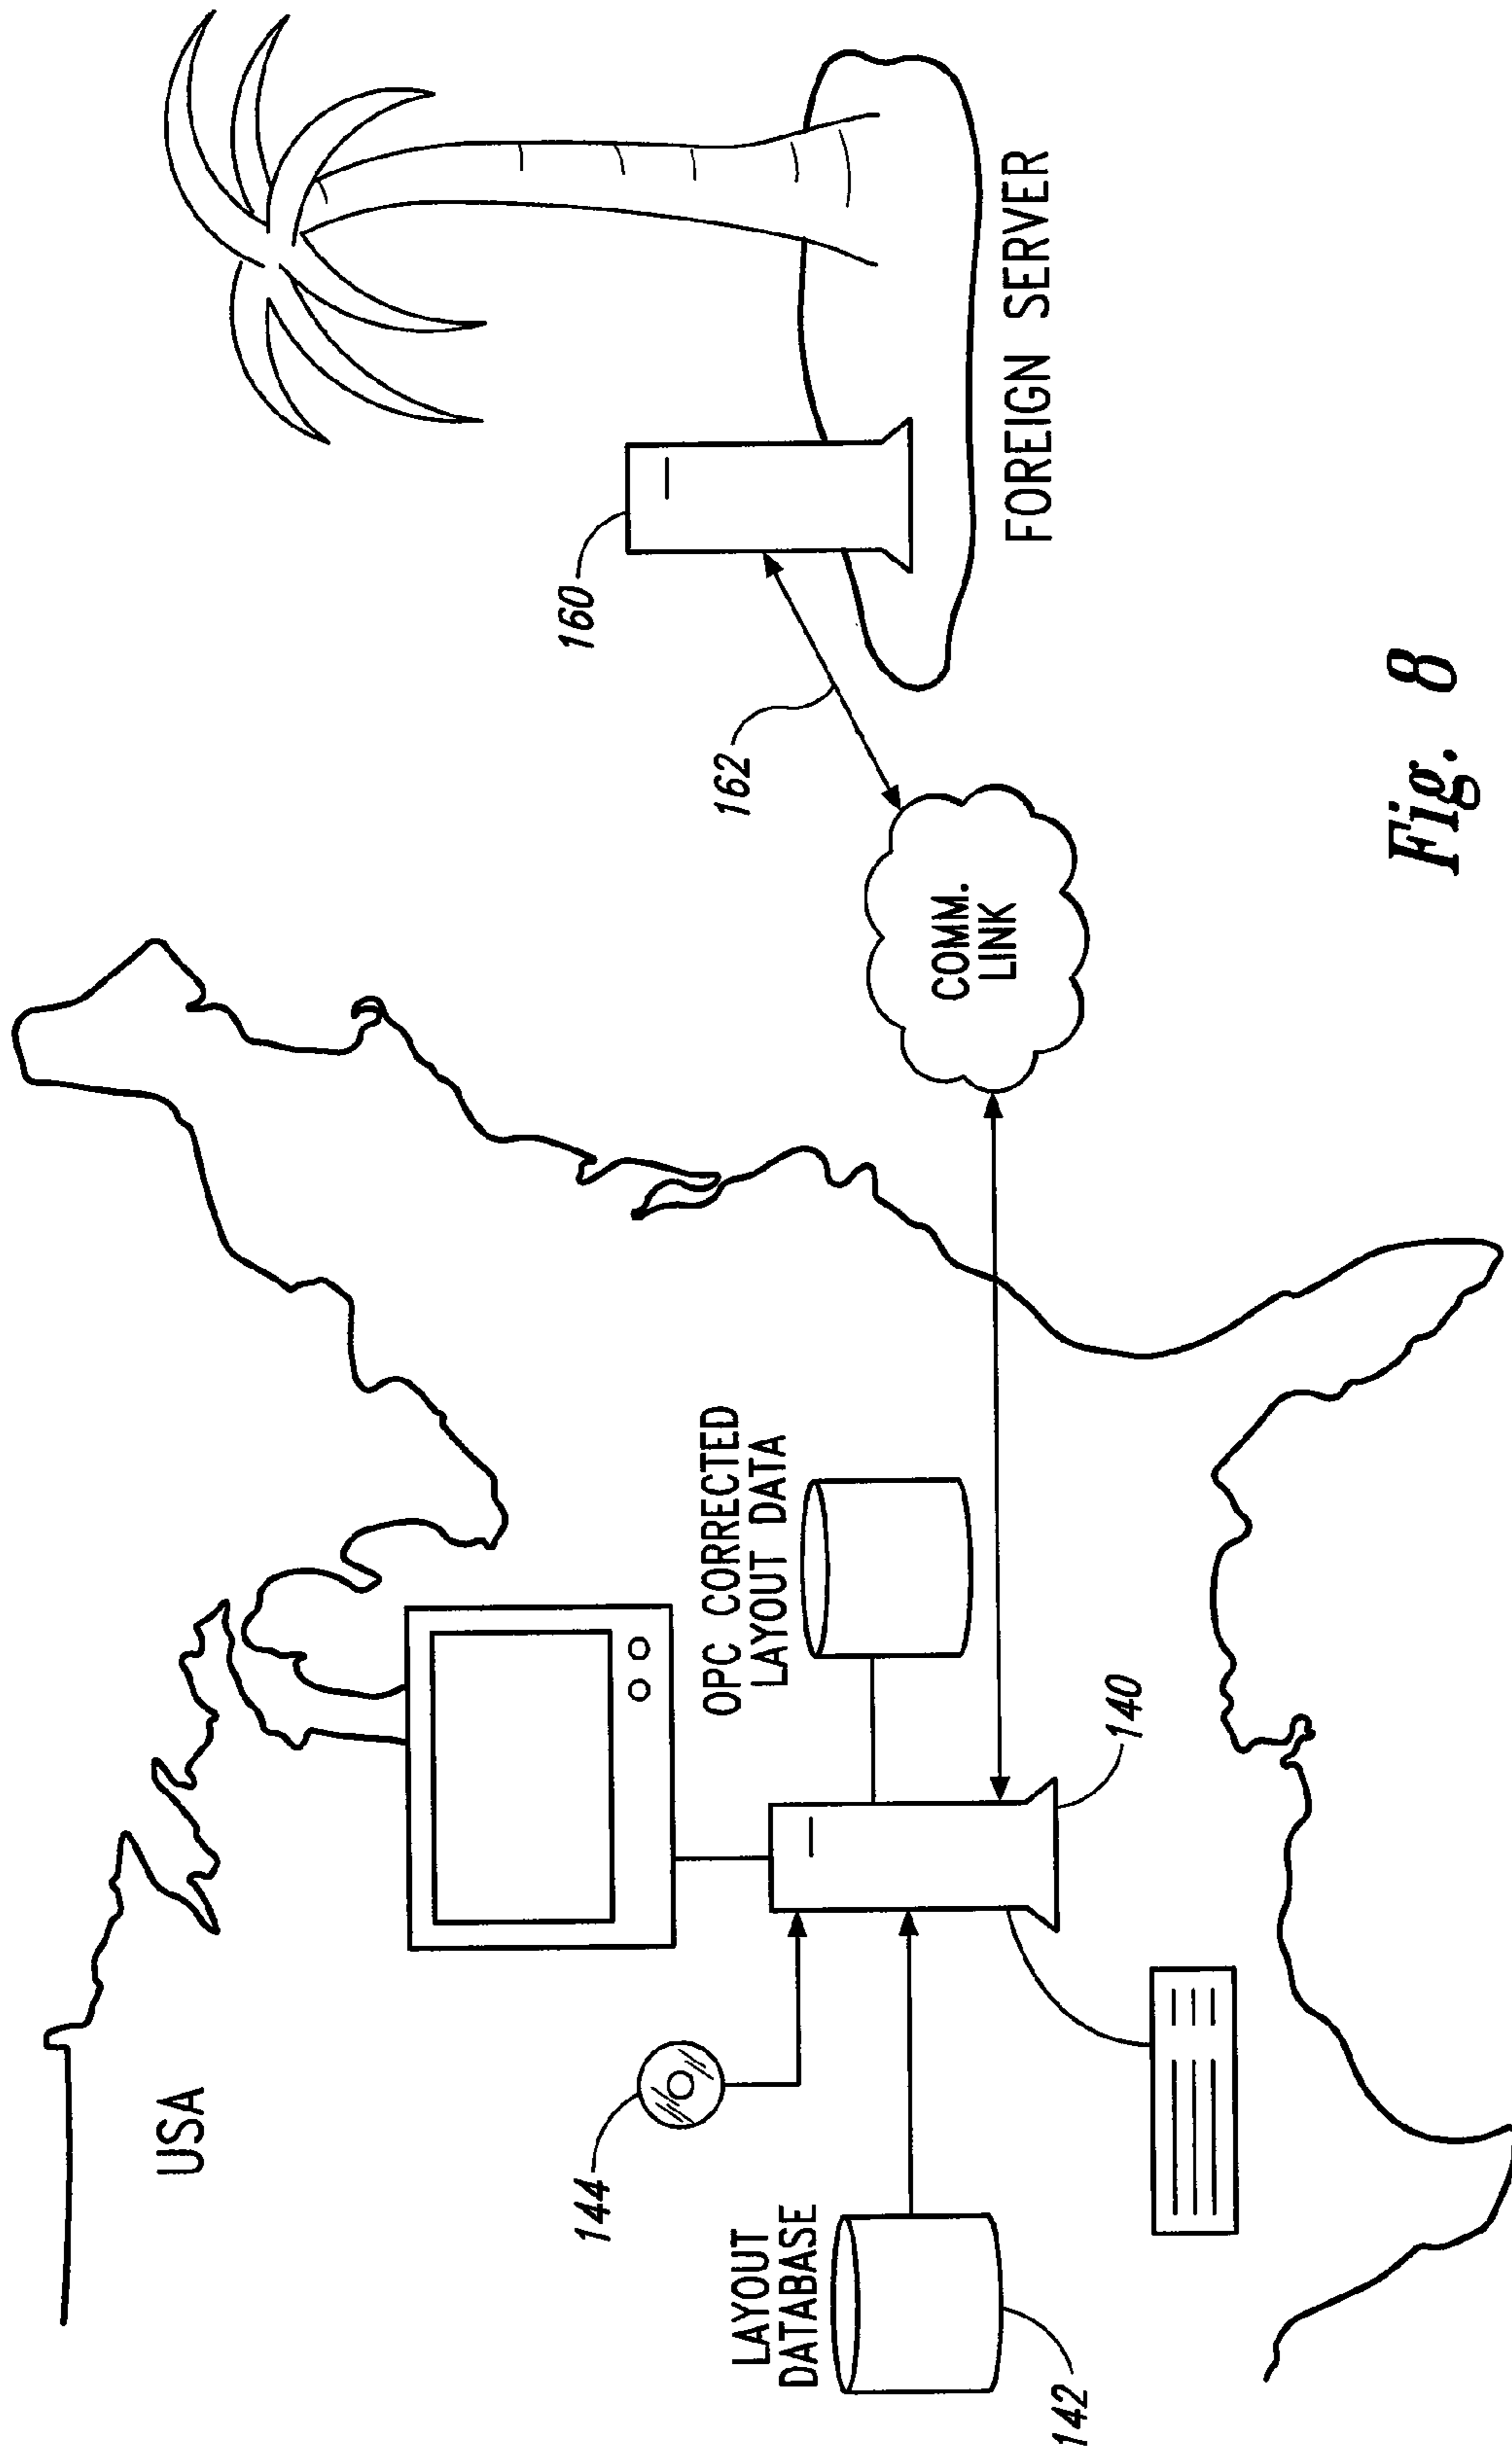 USA
144
LAYOUT
DATABASE
142
OPC CORRECTED
LAYOUT DATA
140
COMM.
LINK
162
160
FOREIGN SERVER
Fig. 8